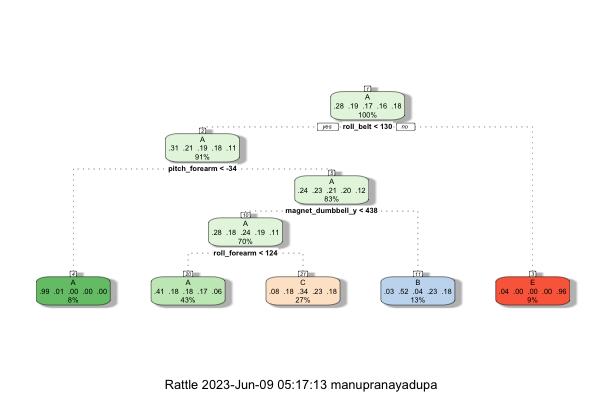 1
A
.28 .19 .17 .16 .18
100%
yes roll_belt < 130 no
2
A
.31 .21 .19 .18 .11
91%
pitch_forearm < -34
5
A
.24 .23 .21 .20 .12
83%
magnet_dumbbell_y < 438
10
A
.28 .18 .24 .19 .11
70%
roll_forearm < 124
4
A
.99 .01 .00 .00 .00
8%
20
A
.41 .18 .18 .17 .06
43%
21
C
.08 .18 .34 .23 .18
27%
11
B
.03 .52 .04 .23 .18
13%
3
E
.04 .00 .00 .00 .96
9%
Rattle 2023-Jun-09 05:17:13 manupranayadupa